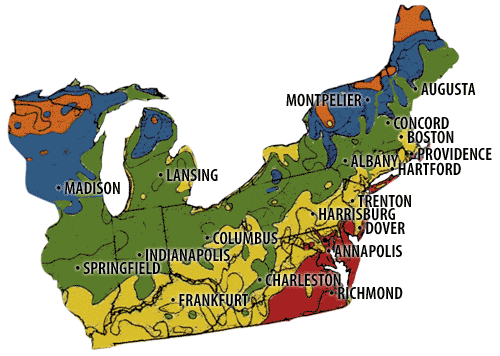 AUGUSTA
MONTPELIER
CONCORD
BOSTON
PROVIDENCE
ALBANY
HARTFORD
LANSING
MADISON
TRENTON
HARRISBURG
DOVER
COLUMBUS
ANNAPOLIS
INDIANAPOLIS
SPRINGFIELD
CHARLESTON
RICHMOND
FRANKFURT